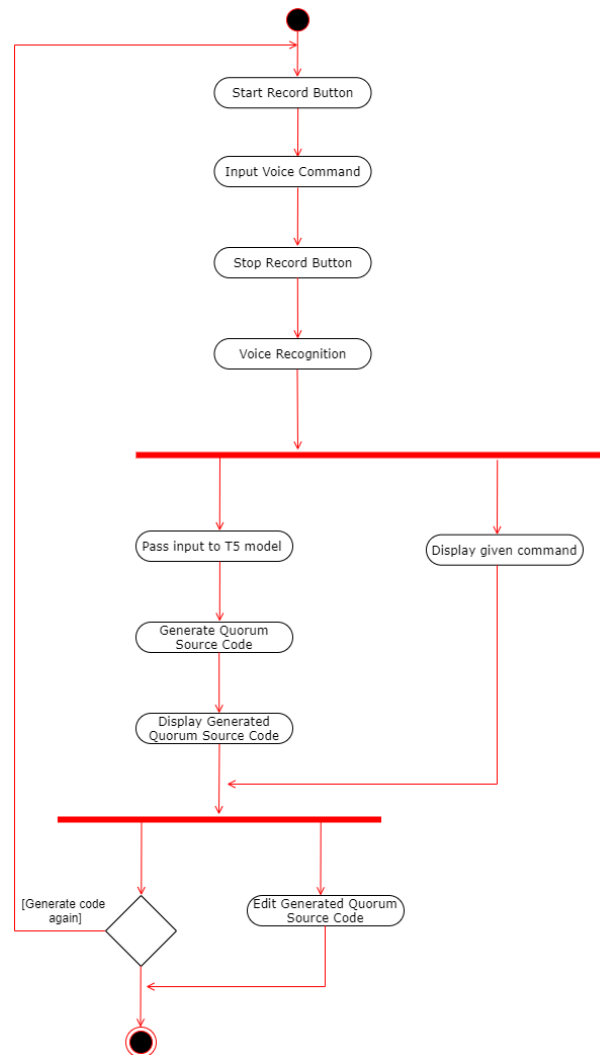 Start Record Button
Input Voice Command
Stop Record Button
Voice Recognition
Pass input to T5 model
Display given command
Generate Quorum
Source Code
Display Generated
Quorum Source Code
[Generate code
again]
Edit Generated Quorum
Source Code